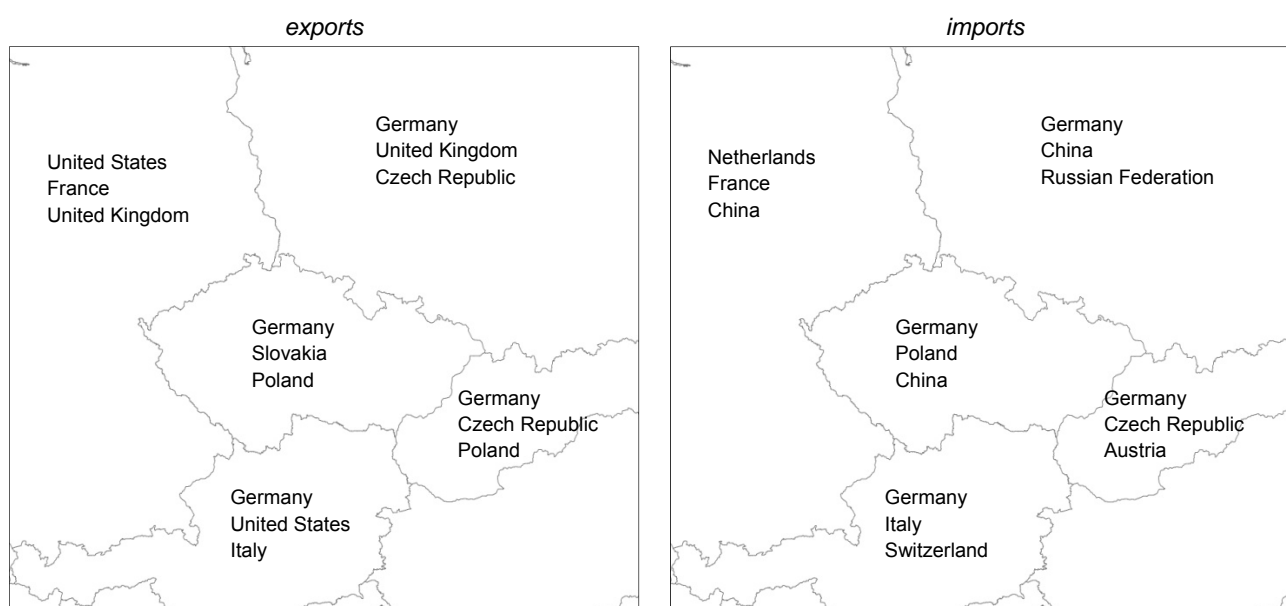 exports
United States
France
United Kingdom
Germany
United Kingdom
Czech Republic
Germany
Slovakia
Poland
Germany
Czech Republic
Poland
Germany
United States
Italy
imports
Netherlands
France
China
Germany
China
Russian Federation
Germany
Poland
China
Germany
Czech Republic
Austria
Germany
Italy
Switzerland